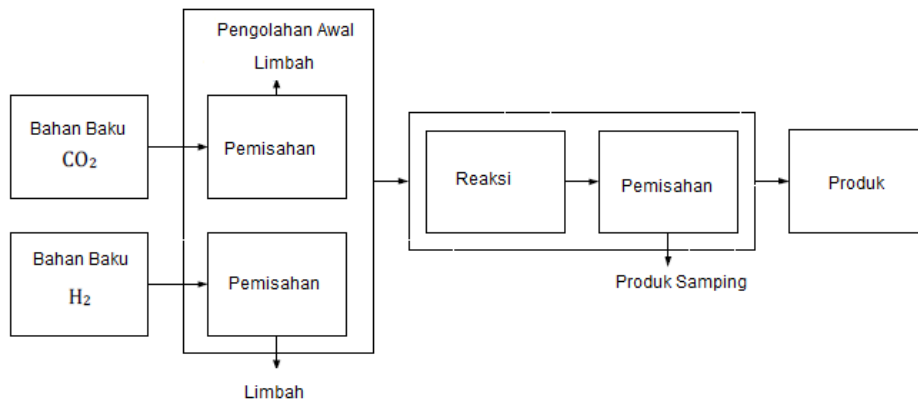 Pengolahan Awal
Limbah
Bahan Baku
CO₂
Pemisahan
Bahan Baku
H₂
Pemisahan
Limbah
Reaksi
Pemisahan
Produk Samping
Produk